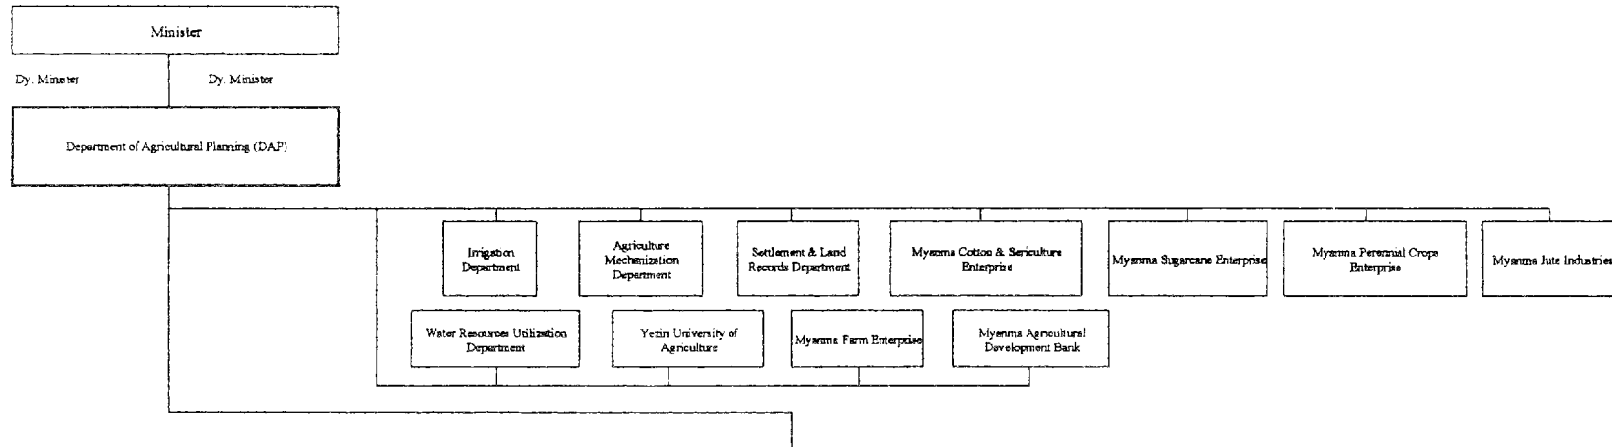 Minister
Dy. Minister
Dy. Minister
Department of Agricultural Planning (DAP)
Irrigation
Department
Agriculture
Mechanization
Department
Settlement & Land
Records Department
Myanma Cotton & Sericulture
Enterprise
Myanma Sugarcane Enterprise
Myanma Perennial Crops
Enterprise
Myanma Jute Industries
Water Resources Utilization
Department
Yezin University of
Agriculture
Myanma Farm Enterprise
Myanma Agricultural
Development Bank